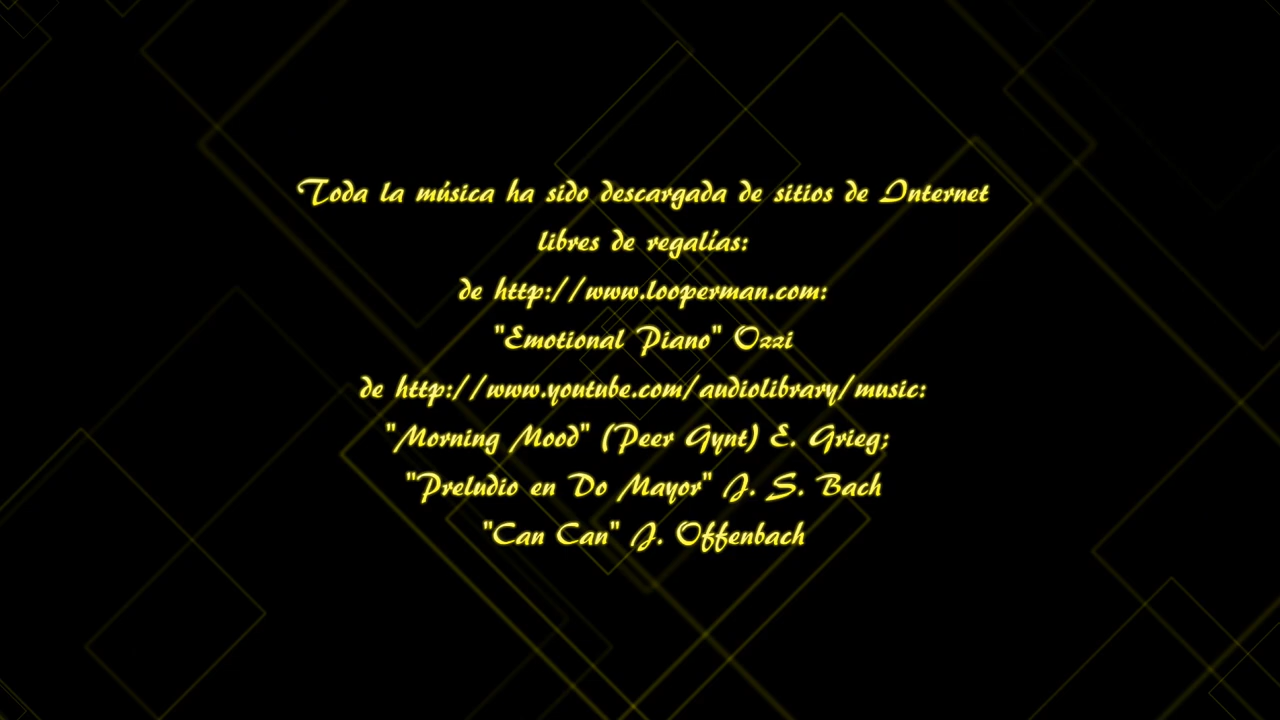 Toda la música ha sido descargada de sitios de Internet
libres de regalías:
de http://www.looperman.com:
"Emotional Piano" Ozzi
de http://www.youtube.com/audiolibrary/music:
"Morning Mood" (Peer Gynt) E. Grieg;
"Preludio en Do Mayor" J. S. Bach
"Can Can" J. Offenbach